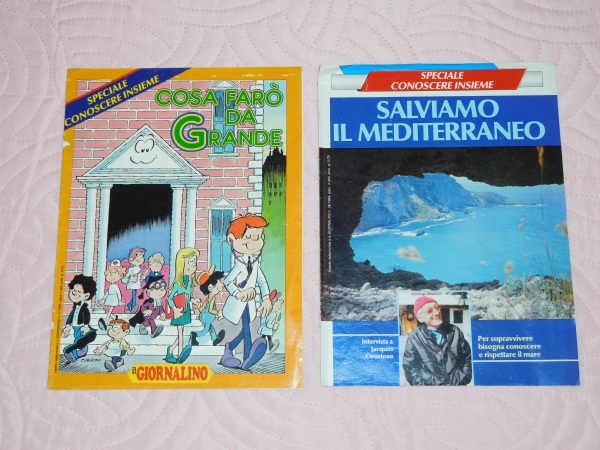 SPECIALE
CONOSCERE INSIEME
COSA FARÒ
DA
GRANDE
IL GIORNALINO
SPECIALE
CONOSCERE INSIEME
SALVIAMO
IL MEDITERRANEO
Intervista a
Jacques
Cousteau
Per sopravvivere
bisogna conoscere
e rispettare il mare